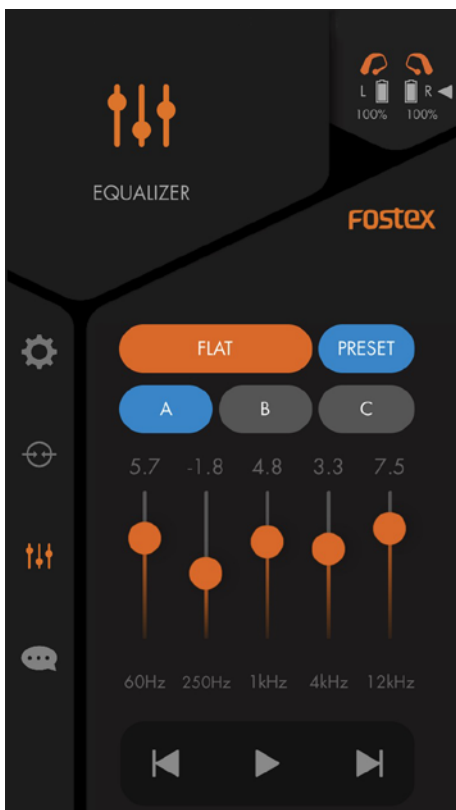 L R
100% 100%
EQUALIZER
FOSTEX
FLAT PRESET
A B C
5.7 -1.8 4.8 3.3 7.5
60Hz 250Hz 1kHz 4kHz 12kHz